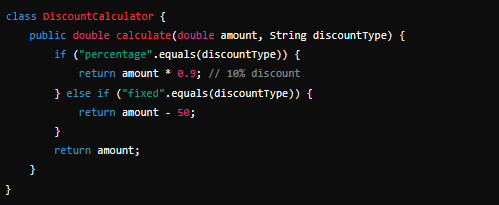 class DiscountCalculator {
    public double calculate(double amount, String discountType) {
        if ("percentage".equals(discountType)) {
            return amount * 0.9; // 10% discount
        } else if ("fixed".equals(discountType)) {
            return amount - 50;
        }
        return amount;
    }
}